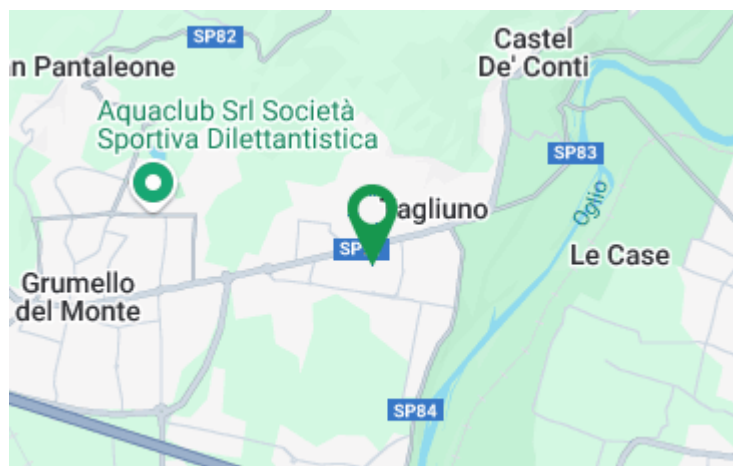 SP82
Castel
De' Conti
n Pantaleone
Aquaclub Srl Società
Sportiva Dilettantistica
SP83
agliuno
Oglio
Le Case
Grumello
del Monte
SP84